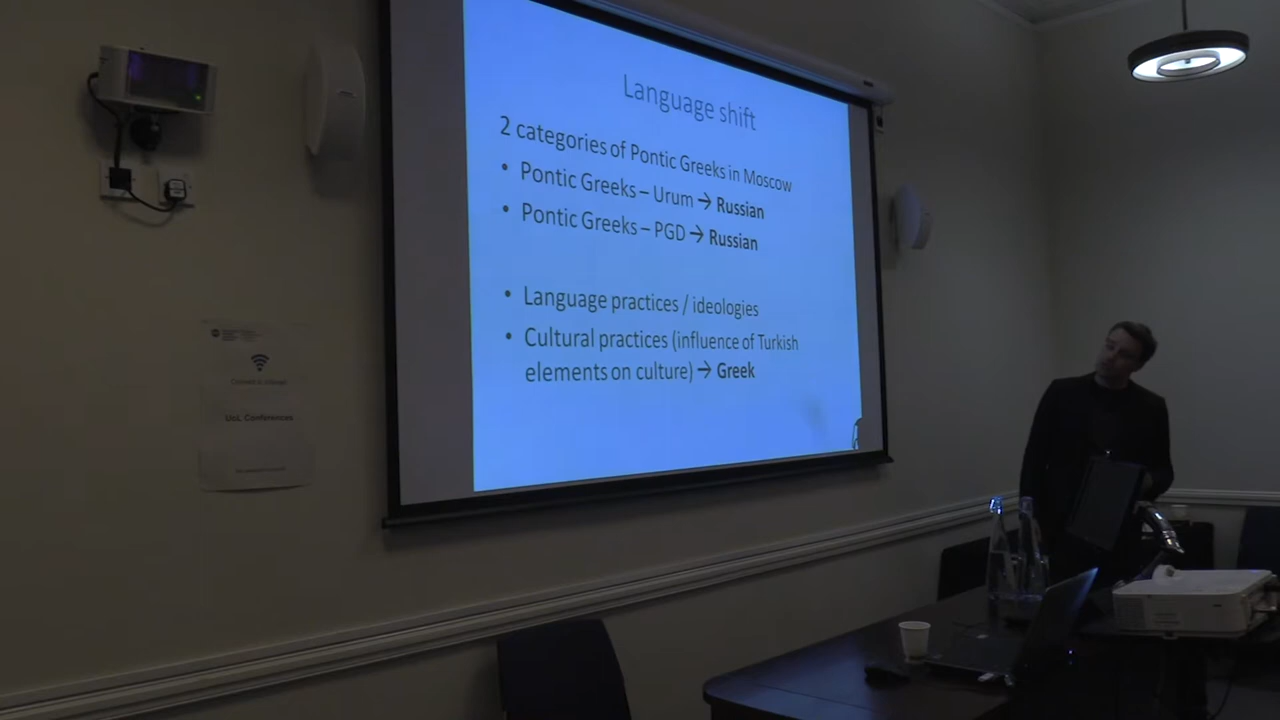 Language shift
2 categories of Pontic Greeks in Moscow
• Pontic Greeks – Urum → Russian
• Pontic Greeks – PGD → Russian
• Language practices / ideologies
• Cultural practices (influence of Turkish
elements on culture) → Greek
UCL Conferences